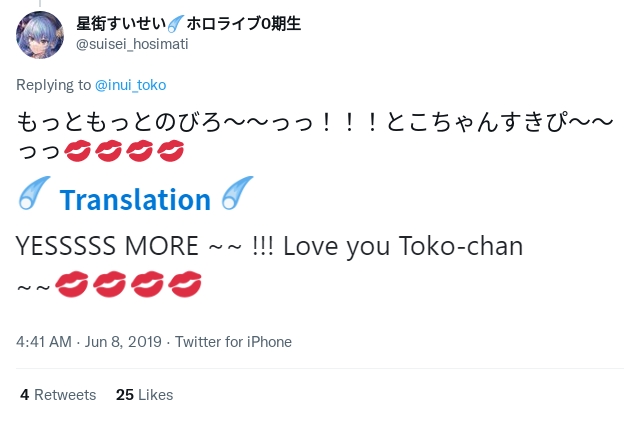 星街すいせい☄️ホロライブ0期生
@suisei_hosimati
Replying to @inui_toko
もっともっとのびろ〜〜っっ！！！とこちゃんすきぴ〜〜
っっ💋💋💋💋
☄️ Translation ☄️
YESSSSS MORE ~~ !!! Love you Toko-chan
~~💋💋💋💋
4:41 AM · Jun 8, 2019 · Twitter for iPhone
4 Retweets 25 Likes